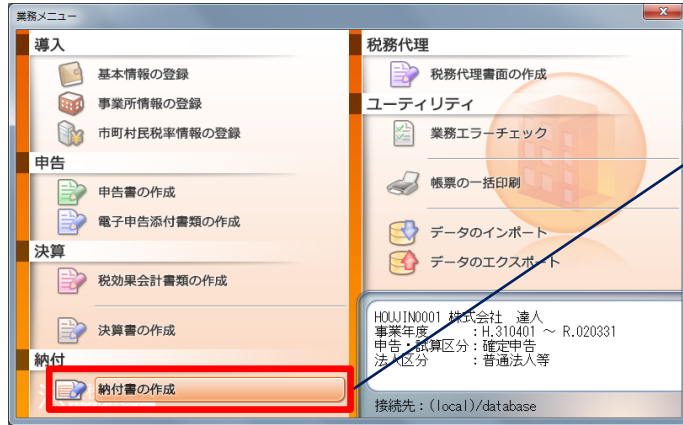 業務メニュー
導入
基本情報の登録
事業所情報の登録
市町村民税率情報の登録
申告
申告書の作成
電子申告添付書類の作成
決算
税効果会計書類の作成
決算書の作成
納付
納付書の作成
税務代理
税務代理書面の作成
ユーティリティ
業務エラーチェック
帳票の一括印刷
データのインポート
データのエクスポート
HOUJIN0001 株式会社 達人
事業年度 :H.310401 ～ R.020331
申告・試算区分:確定申告
法人区分 :普通法人等
接続先:(local)/database